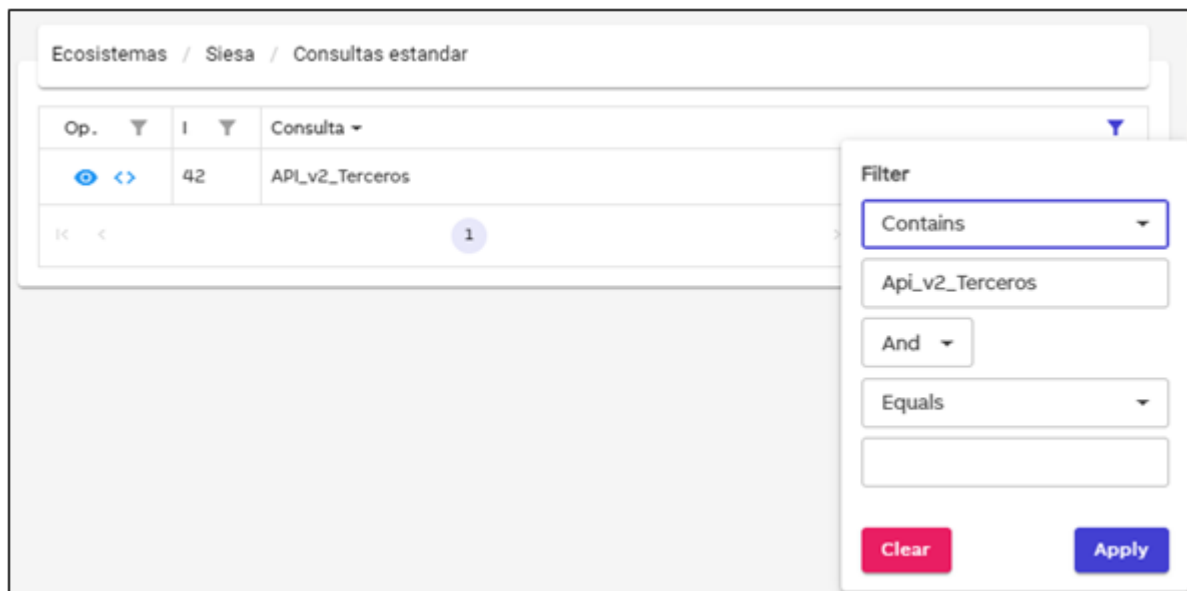 Ecosistemas / Siesa / Consultas estandar
Op. I Consulta
42 API_v2_Terceros
1
Filter
Contains
Api_v2_Terceros
And
Equals
Clear Apply